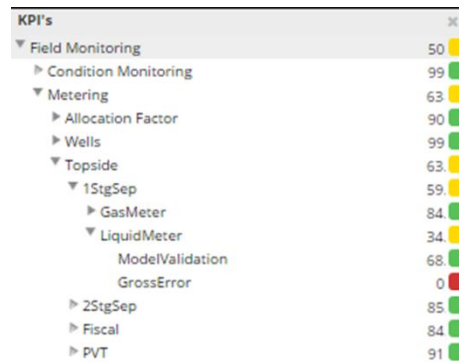 KPI's
Field Monitoring 50
Condition Monitoring 99
Metering 63
Allocation Factor 90
Wells 99
Topside 63.
1StgSep 59.
GasMeter 84.
LiquidMeter 34.
ModelValidation 68.
GrossError 0
2StgSep 85
Fiscal 84
PVT 91